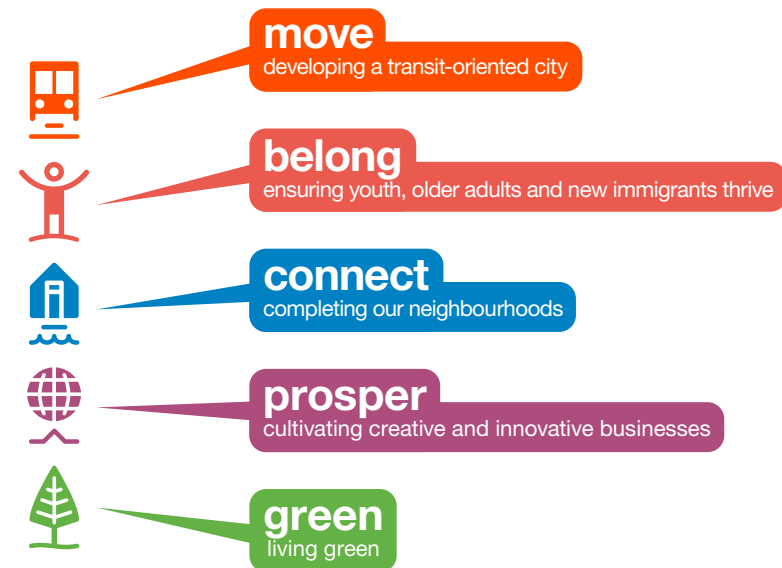 move
developing a transit-oriented city
belong
ensuring youth, older adults and new immigrants thrive
connect
completing our neighbourhoods
prosper
cultivating creative and innovative businesses
green
living green